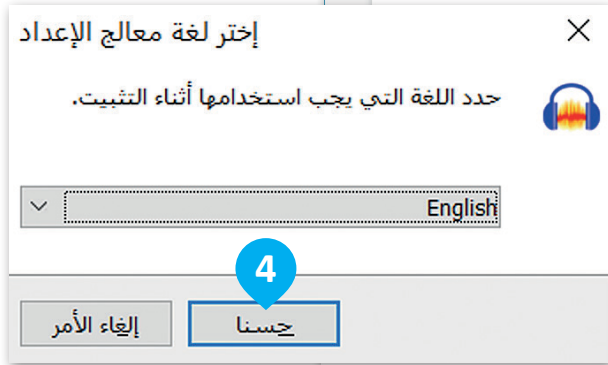 إختر لغة معالج الإعداد
حدد اللغة التي يجب استخدامها أثناء التثبيت.
English
4
حسنا
إلغاء الأمر